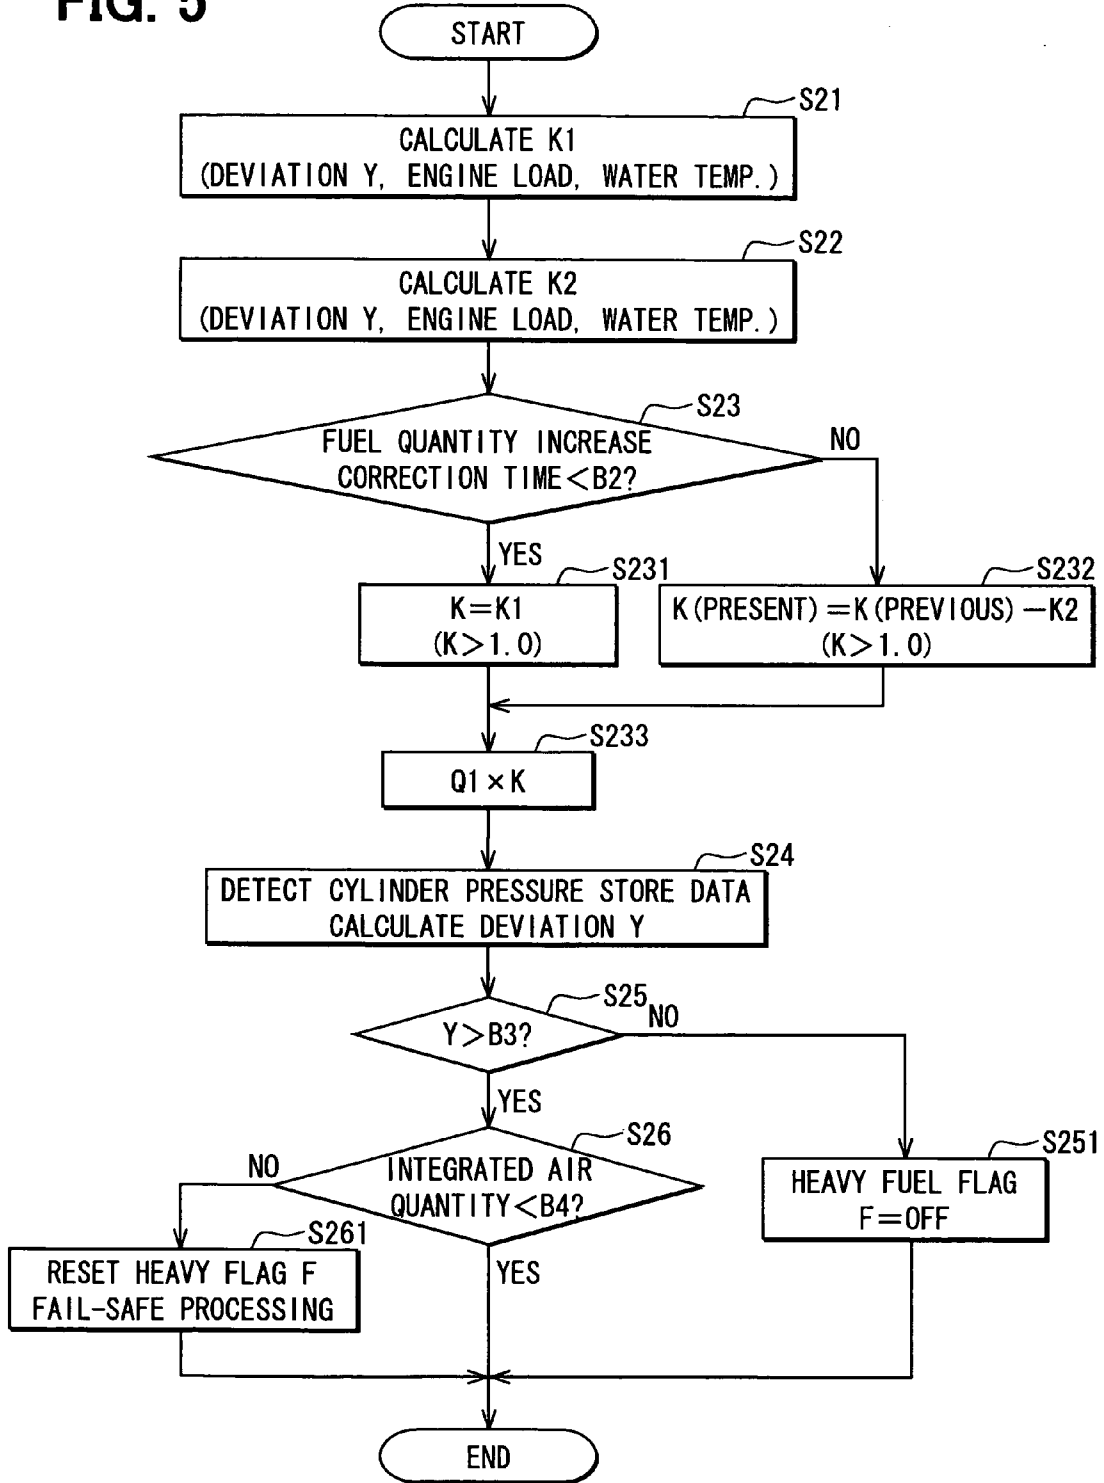 FIG. 5
START
S21
CALCULATE K1
(DEVIATION Y, ENGINE LOAD, WATER TEMP.)
S22
CALCULATE K2
(DEVIATION Y, ENGINE LOAD, WATER TEMP.)
S23
FUEL QUANTITY INCREASE
CORRECTION TIME<B2?
NO
YES
S231
K=K1
(K>1.0)
S232
K(PRESENT)=K(PREVIOUS)-K2
(K>1.0)
S233
Q1×K
S24
DETECT CYLINDER PRESSURE STORE DATA
CALCULATE DEVIATION Y
S25
Y>B3?
NO
YES
S26
INTEGRATED AIR
QUANTITY<B4?
NO
YES
S251
HEAVY FUEL FLAG
F=OFF
S261
RESET HEAVY FLAG F
FAIL-SAFE PROCESSING
END